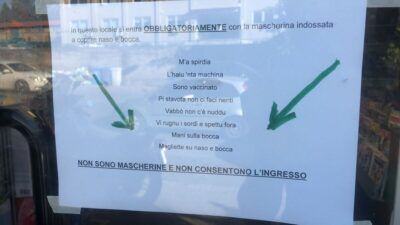 In questo locale si entra OBBLIGATORIAMENTE con la mascherina indossata
a coprire naso e bocca.
M'a spirdia
L'haiu 'nta machina
Sono vaccinato
Pi stavota non ci faci nenti
Vabbò non c'è nuddu
Vi rugnu i sordi e spettu fora
Mani sulla bocca
Magliette su naso e bocca
NON SONO MASCHERINE E NON CONSENTONO L'INGRESSO